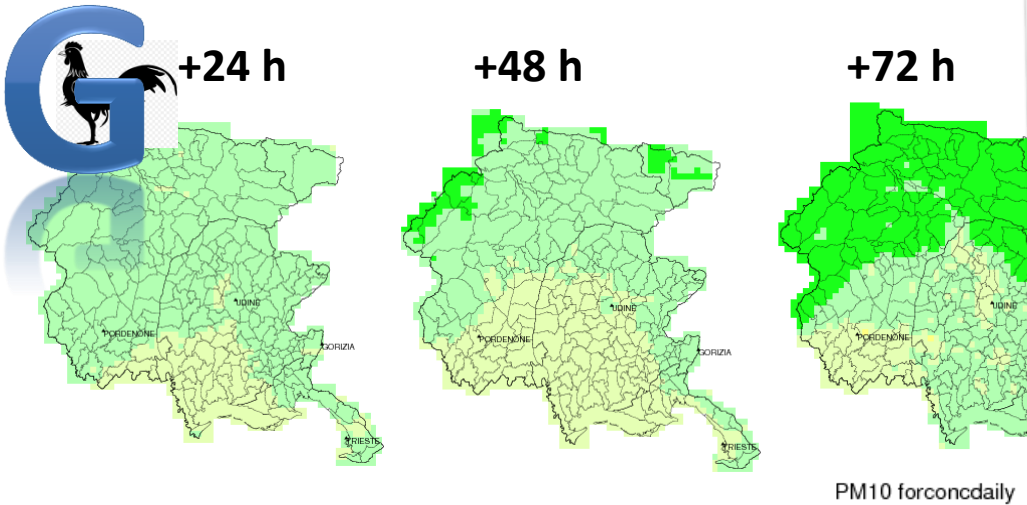 G
+24 h
+48 h
+72 h
UDINE
PORDENONE
GORIZIA
TRIESTE
UDINE
PORDENONE
GORIZIA
TRIESTE
UDINE
PORDENONE
PM10 forconcdaily